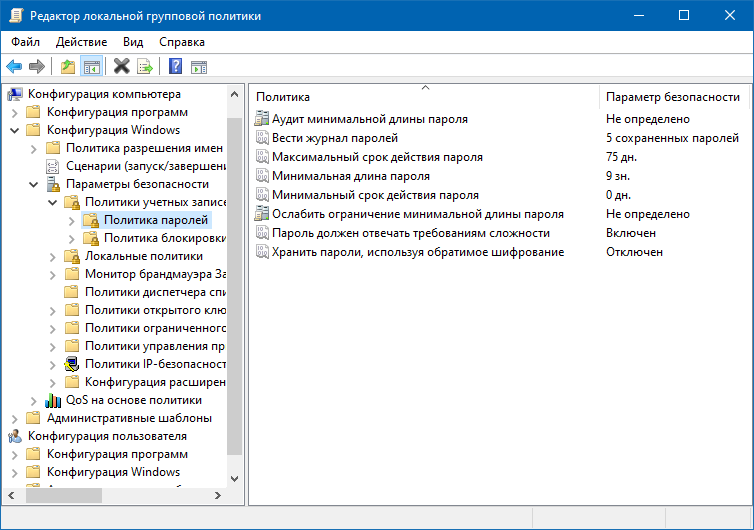 Редактор локальной групповой политики
Файл Действие Вид Справка
Конфигурация компьютера
Конфигурация программ
Конфигурация Windows
Политика разрешения имен
Сценарии (запуск/завершени
Параметры безопасности
Политики учетных записе
Политика паролей
Политика блокировки
Локальные политики
Монитор брандмауэра За
Политики диспетчера спи
Политики открытого клю
Политики ограниченного
Политики управления пр
Политики IP-безопасност
Конфигурация расширен
QoS на основе политики
Административные шаблоны
Конфигурация пользователя
Конфигурация программ
Конфигурация Windows
Политика Параметр безопасности
Аудит минимальной длины пароля Не определено
Вести журнал паролей 5 сохраненных паролей
Максимальный срок действия пароля 75 дн.
Минимальная длина пароля 9 зн.
Минимальный срок действия пароля 0 дн.
Ослабить ограничение минимальной длины пароля Не определено
Пароль должен отвечать требованиям сложности Включен
Хранить пароли, используя обратимое шифрование Отключен